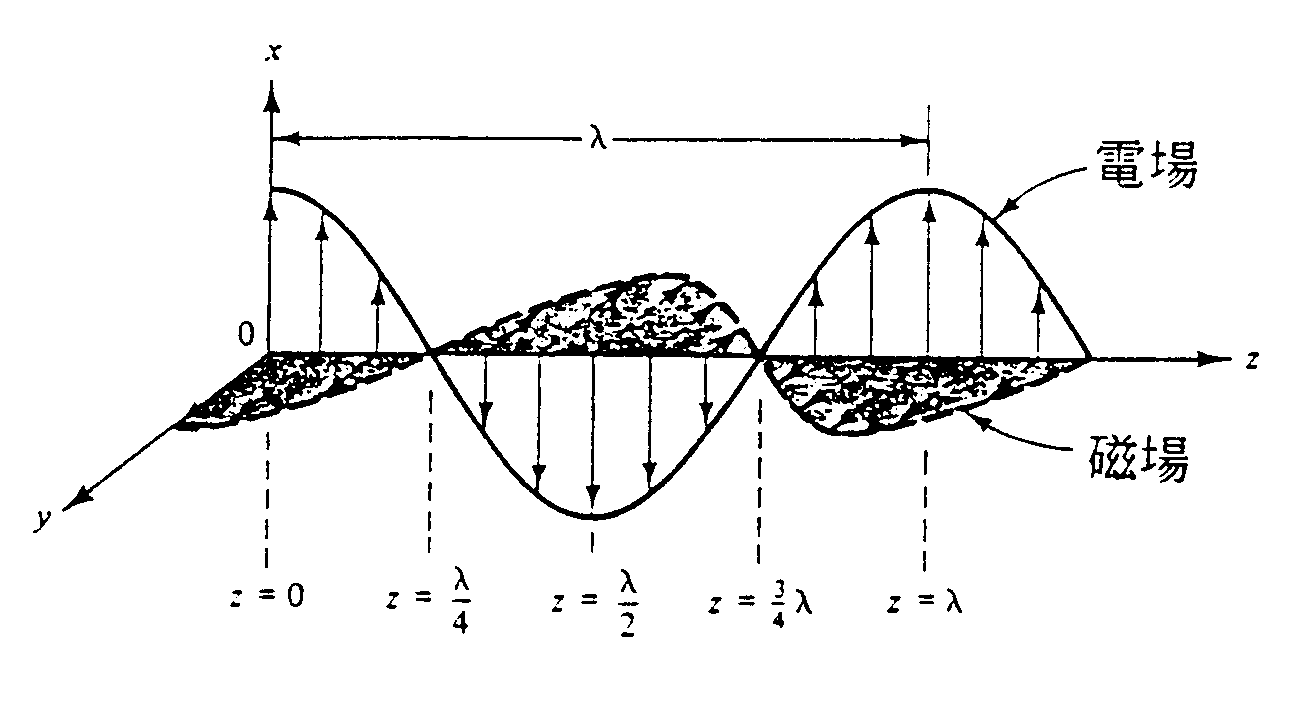 x
λ
電場
0
z
磁場
y
z = 0
z = λ/4
z = λ/2
z = 3/4 λ
z = λ